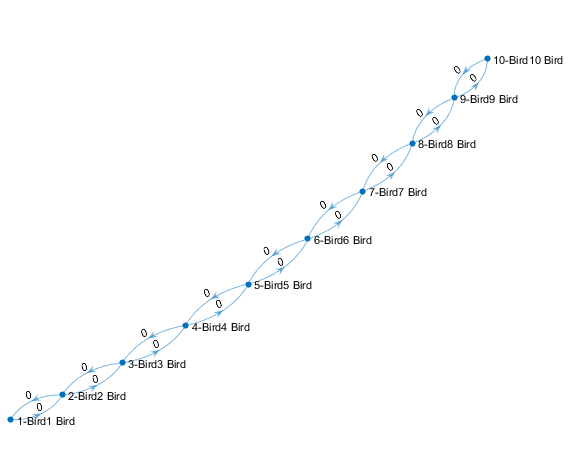 10-Bird10 Bird
0
0
9-Bird9 Bird
0
0
8-Bird8 Bird
0
0
7-Bird7 Bird
0
0
6-Bird6 Bird
0
0
5-Bird5 Bird
0
0
4-Bird4 Bird
0
0
3-Bird3 Bird
0
0
2-Bird2 Bird
0
0
1-Bird1 Bird